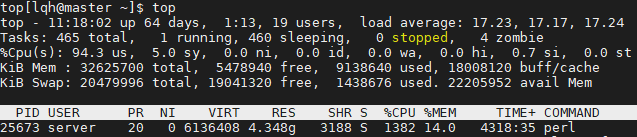 top[lqh@master ~]$ top
top - 11:18:02 up 64 days, 1:13, 19 users, load average: 17.23, 17.17, 17.24
Tasks: 465 total, 1 running, 460 sleeping, 0 stopped, 4 zombie
%Cpu(s): 94.3 us, 5.0 sy, 0.0 ni, 0.0 id, 0.0 wa, 0.0 hi, 0.7 si, 0.0 st
KiB Mem : 32625700 total, 5478940 free, 9138640 used, 18008120 buff/cache
KiB Swap: 20479996 total, 19041320 free, 1438676 used. 22205952 avail Mem
PID USER PR NI VIRT RES SHR S %CPU %MEM TIME+ COMMAND
25673 server 20 0 6136408 4.348g 3188 S 1382 14.0 4318:35 perl